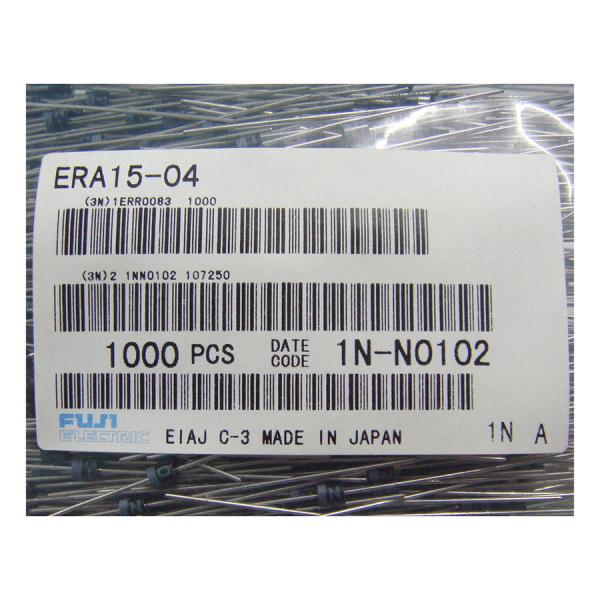 ERA15-04
(3N)1ERR0083 1000
(3N)2 1NN0102 107250
1000 PCS DATE CODE 1N-N0102
FUJI ELECTRIC EIAJ C-3 MADE IN JAPAN 1N A